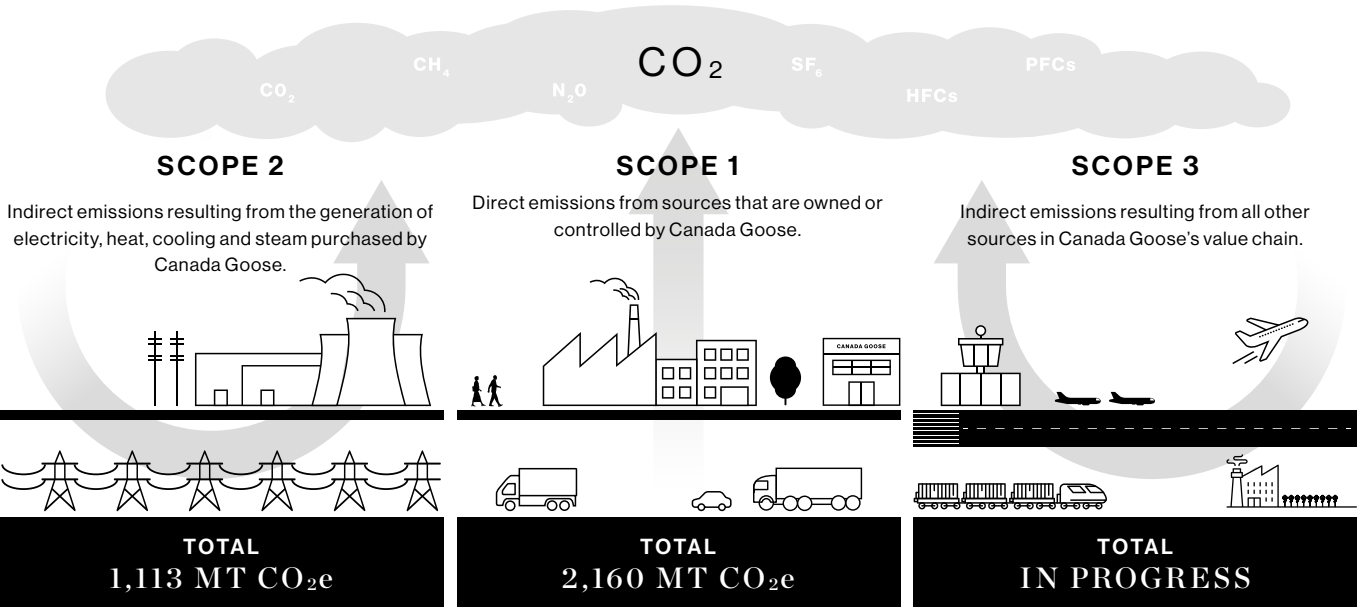 CO₂
CH₄
N₂O
CO₂
SF₆
HFCs
PFCs
SCOPE 2
Indirect emissions resulting from the generation of
electricity, heat, cooling and steam purchased by
Canada Goose.
TOTAL
1,113 MT CO₂e
SCOPE 1
Direct emissions from sources that are owned or
controlled by Canada Goose.
CANADA GOOSE
TOTAL
2,160 MT CO₂e
SCOPE 3
Indirect emissions resulting from all other
sources in Canada Goose’s value chain.
TOTAL
IN PROGRESS